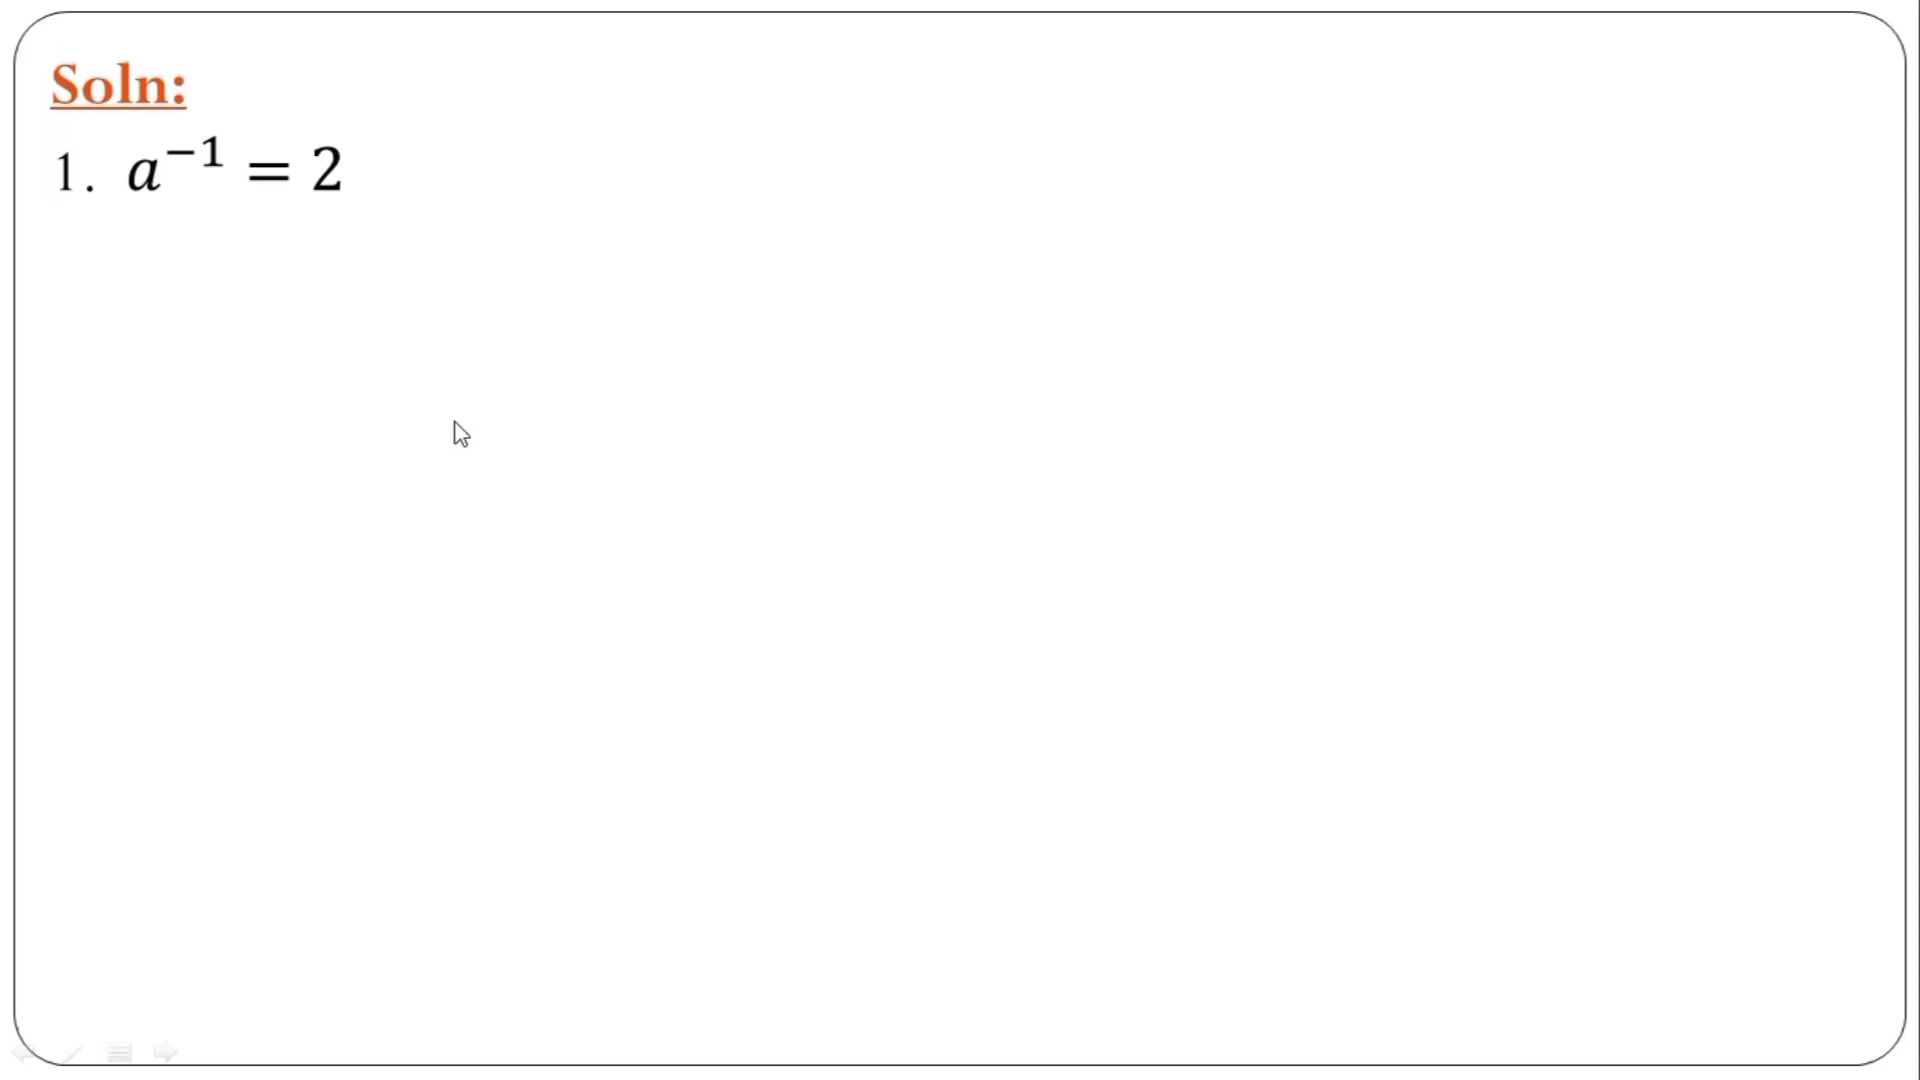 Soln:
1. a⁻¹ = 2